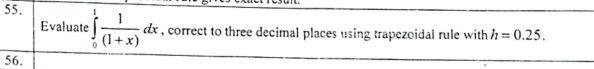 55.
Evaluate ∫₀¹ 1/(1+x) dx, correct to three decimal places using trapezoidal rule with h = 0.25.
56.